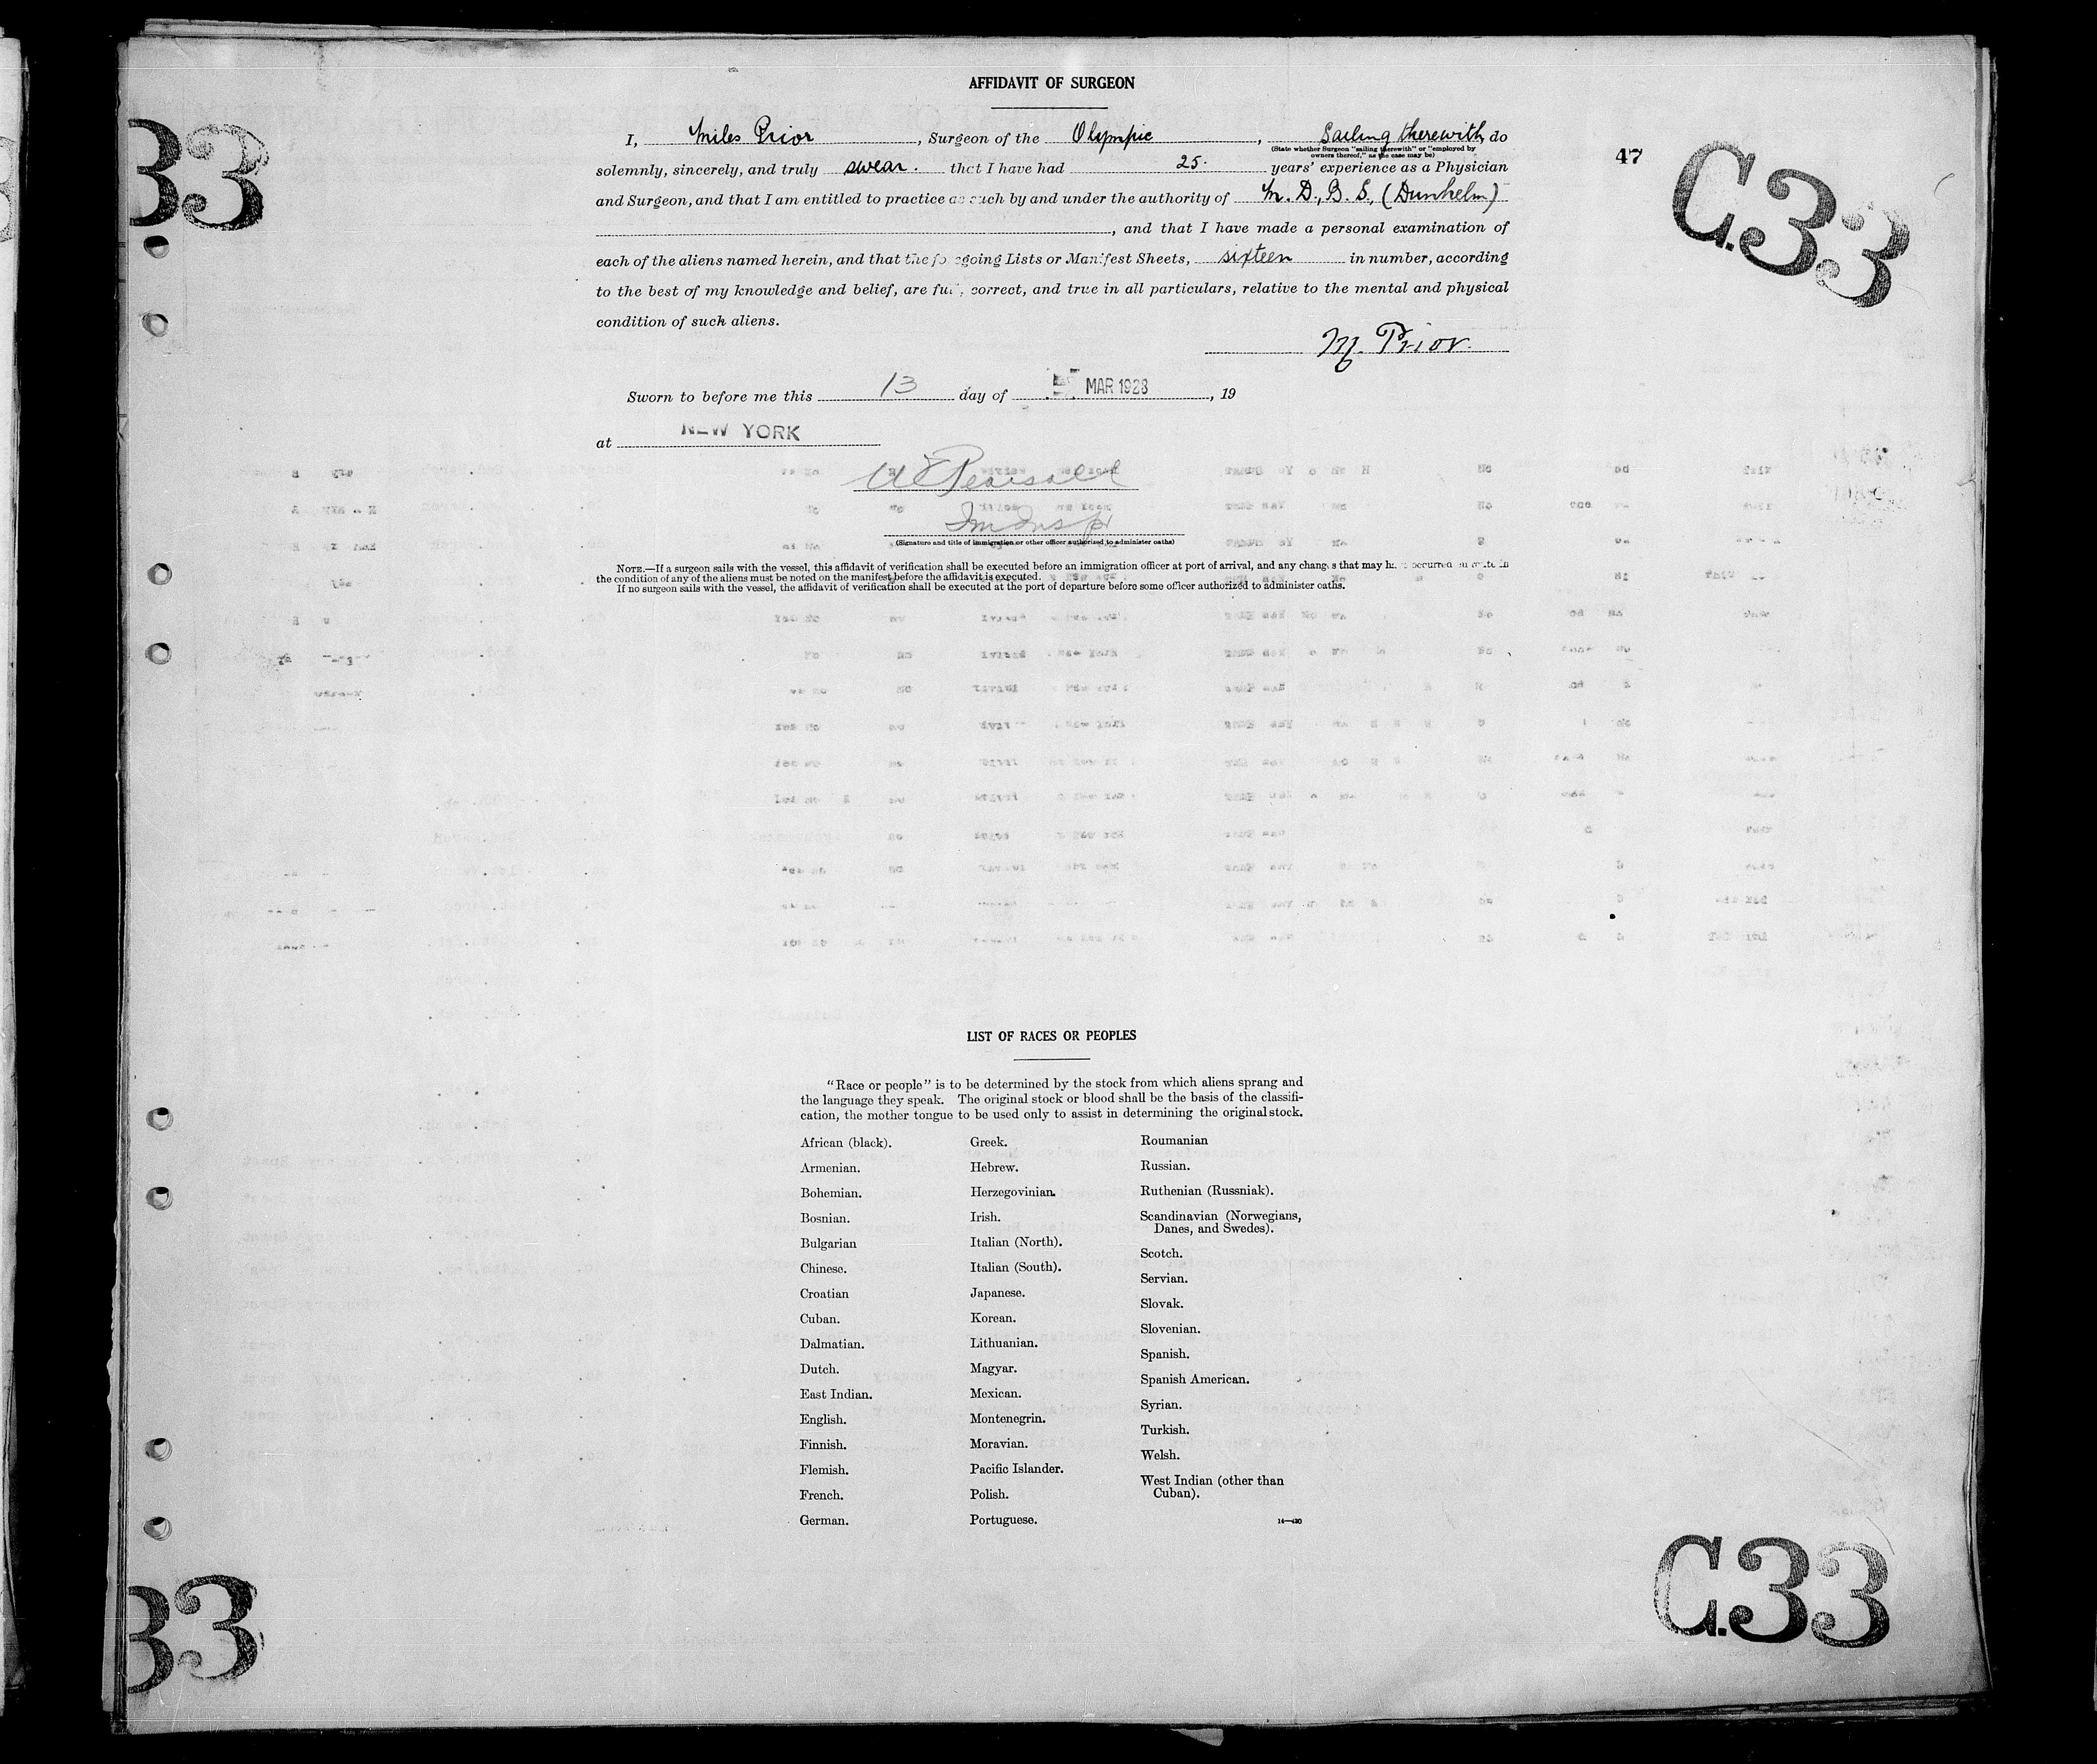 AFFIDAVIT OF SURGEON
33
I, Miles Prior, Surgeon of the Olympic, Sailing therewith, do
(State whether Surgeon "sailing therewith" or "employed by
owners thereof," as the case may be)
47
C.33
solemnly, sincerely, and truly swear. that I have had 25. years' experience as a Physician
and Surgeon, and that I am entitled to practice as such by and under the authority of M.D., B.S., (Dunhelm)
, and that I have made a personal examination of
each of the aliens named herein, and that the foregoing Lists or Manifest Sheets, sixteen in number, according
to the best of my knowledge and belief, are full, correct, and true in all particulars, relative to the mental and physical
condition of such aliens.
M. Prior.
Sworn to before me this 13 day of MAR 1928, 19
at NEW YORK
A E Pearsall
Im Insp
(Signature and title of immigration or other officer authorized to administer oaths)
NOTE.—If a surgeon sails with the vessel, this affidavit of verification shall be executed before an immigration officer at port of arrival, and any changes that may have occurred en route in
the condition of any of the aliens must be noted on the manifest before the affidavit is executed.
If no surgeon sails with the vessel, the affidavit of verification shall be executed at the port of departure before some officer authorized to administer oaths.
LIST OF RACES OR PEOPLES
"Race or people" is to be determined by the stock from which aliens sprang and
the language they speak. The original stock or blood shall be the basis of the classifi-
cation, the mother tongue to be used only to assist in determining the original stock.
African (black).
Armenian.
Bohemian.
Bosnian.
Bulgarian
Chinese.
Croatian
Cuban.
Dalmatian.
Dutch.
East Indian.
English.
Finnish.
Flemish.
French.
German.
Greek.
Hebrew.
Herzegovinian.
Irish.
Italian (North).
Italian (South).
Japanese.
Korean.
Lithuanian.
Magyar.
Mexican.
Montenegrin.
Moravian.
Pacific Islander.
Polish.
Portuguese.
Roumanian
Russian.
Ruthenian (Russniak).
Scandinavian (Norwegians,
Danes, and Swedes).
Scotch.
Servian.
Slovak.
Slovenian.
Spanish.
Spanish American.
Syrian.
Turkish.
Welsh.
West Indian (other than
Cuban).
14—430
33
C.33